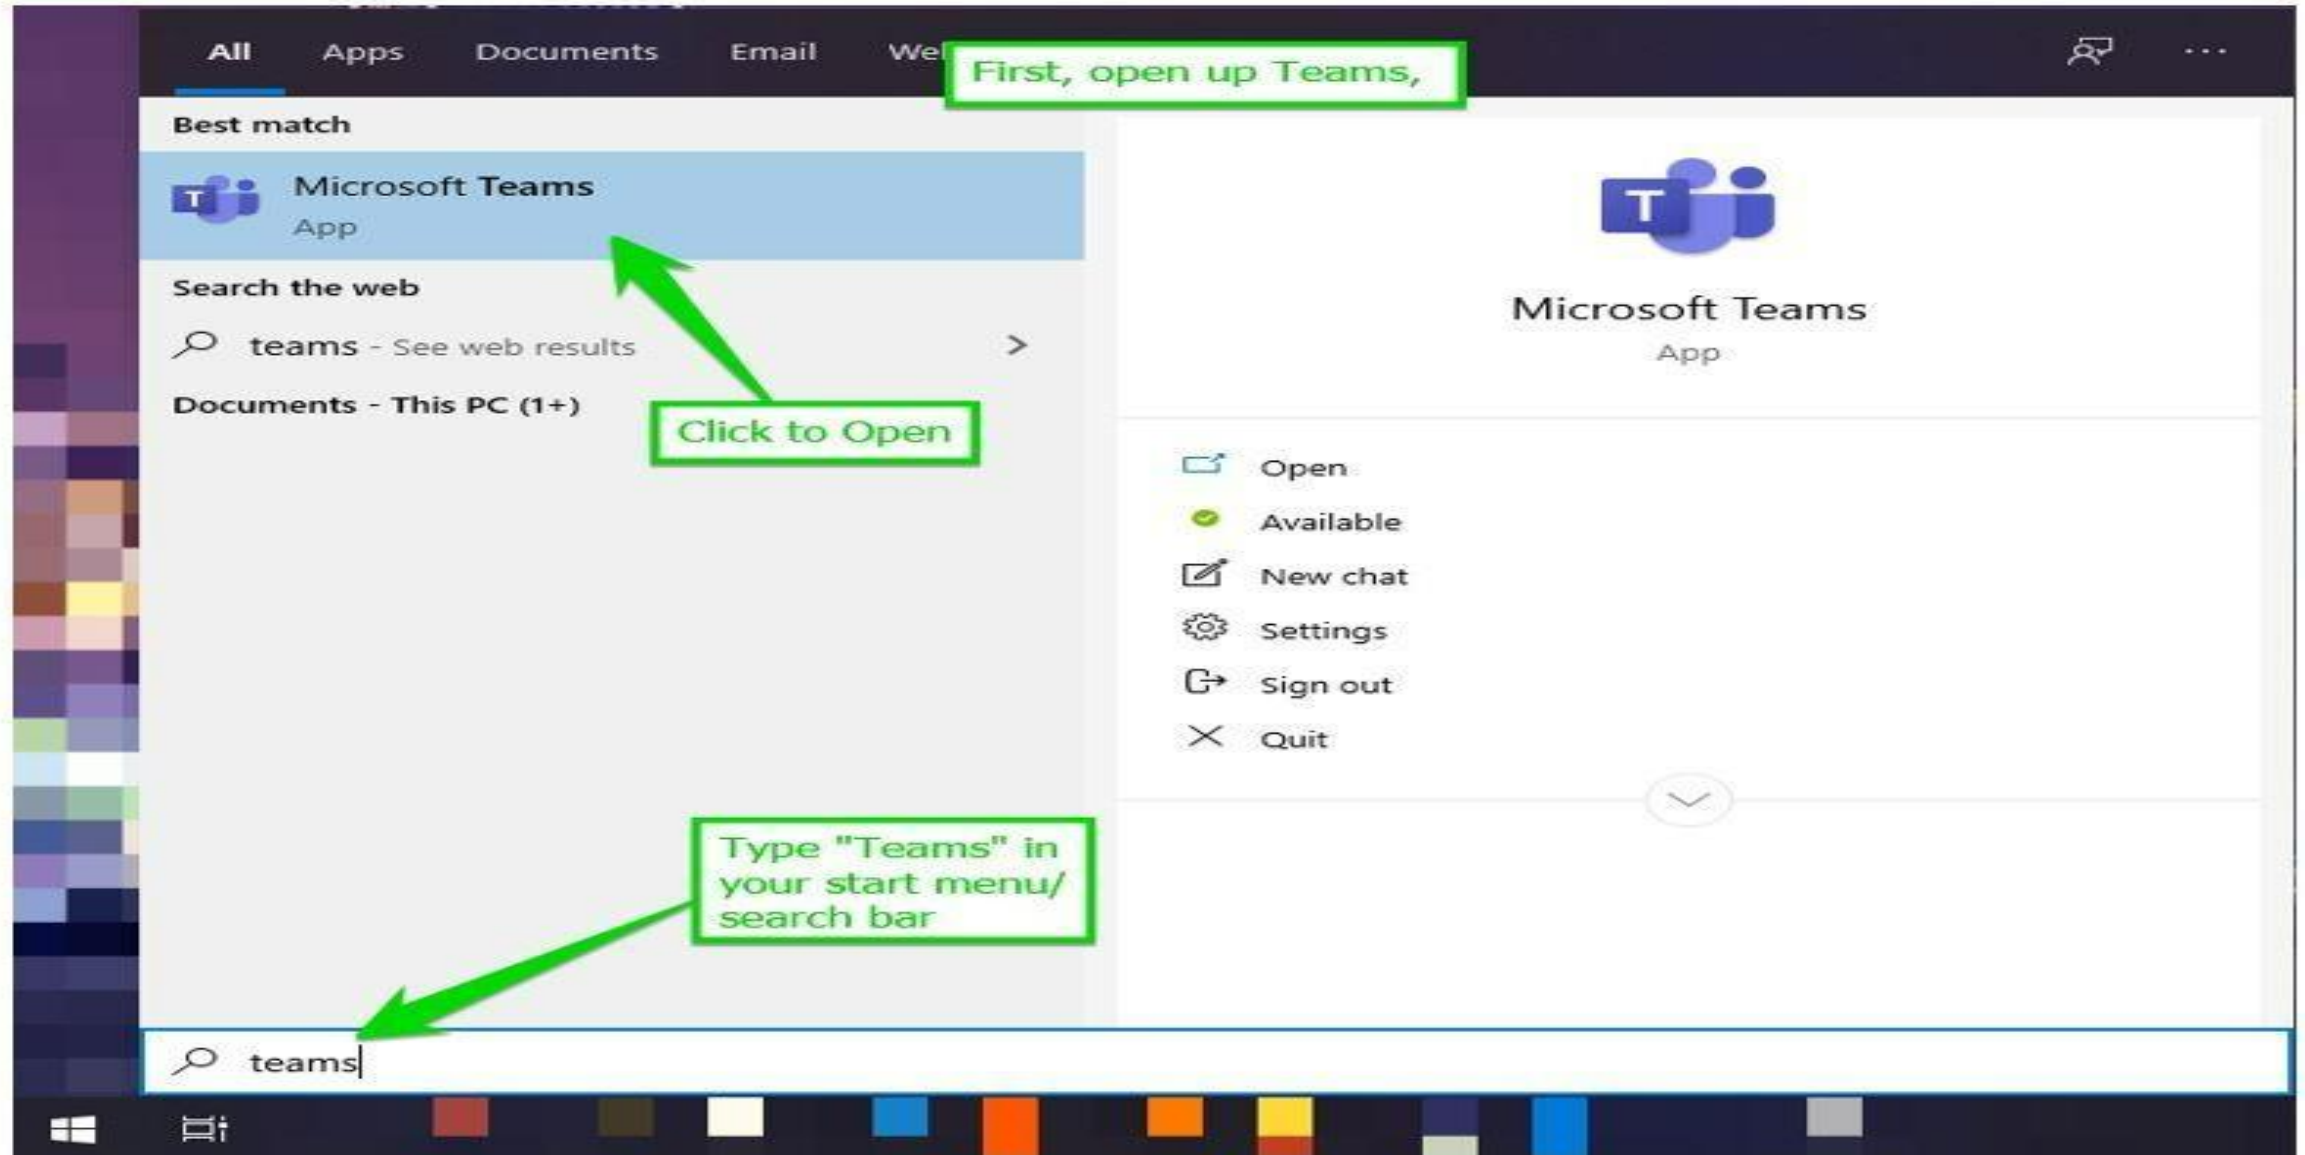 All
Apps
Documents
Email
First, open up Teams,
Best match
Microsoft Teams
App
Search the web
teams - See web results
Documents - This PC (1+)
Click to Open
T
Microsoft Teams
App
Open
Available
New chat
Settings
Sign out
Quit
Type "Teams" in
your start menu/
search bar
teams